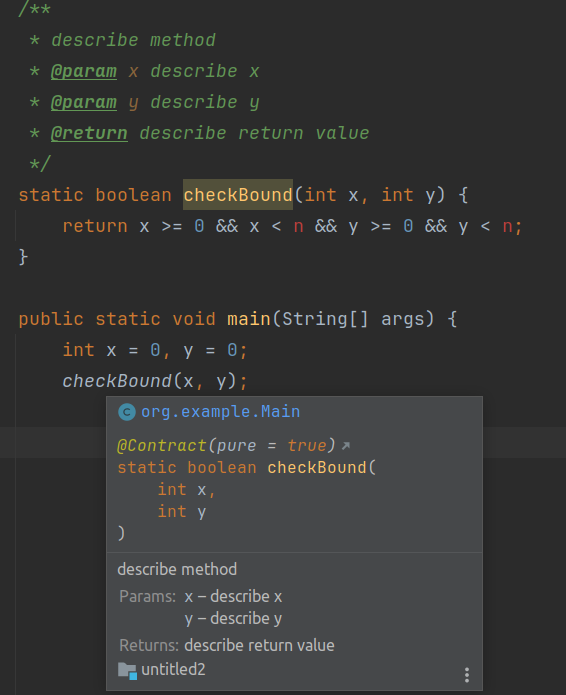 /**
 * describe method
 * @param x describe x
 * @param y describe y
 * @return describe return value
 */
static boolean checkBound(int x, int y) {
    return x >= 0 && x < n && y >= 0 && y < n;
}
public static void main(String[] args) {
    int x = 0, y = 0;
    checkBound(x, y);
C org.example.Main
@Contract(pure = true)↗
static boolean checkBound(
    int x,
    int y
)
describe method
Params: x – describe x
y – describe y
Returns: describe return value
untitled2